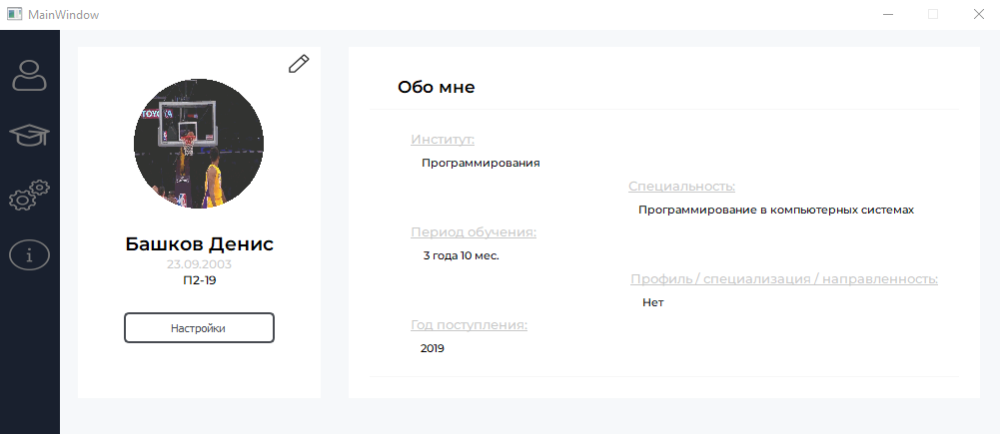 MainWindow
TOYO
Башков Денис
23.09.2003
П2-19
Настройки
Обо мне
Институт:
Программирования
Специальность:
Программирование в компьютерных системах
Период обучения:
3 года 10 мес.
Профиль / специализация / направленность:
Нет
Год поступления:
2019